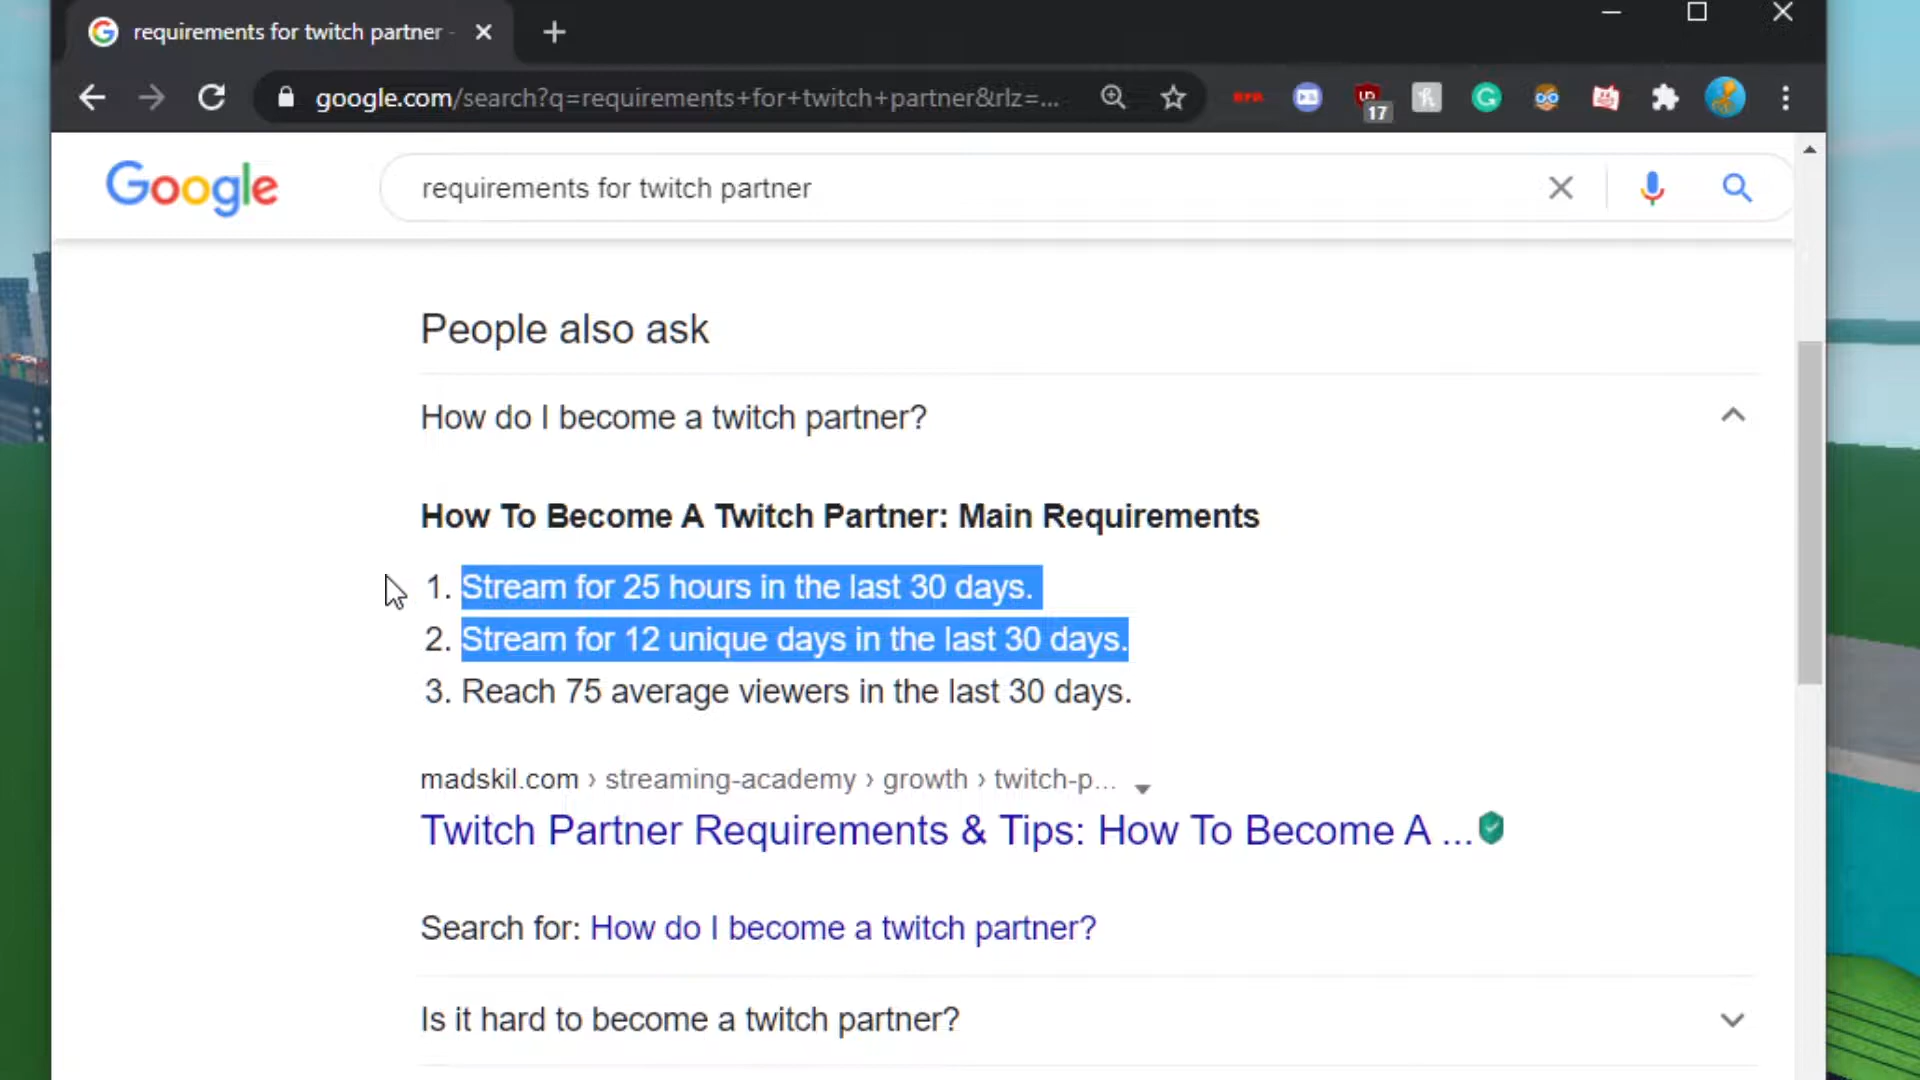 requirements for twitch partner -
google.com/search?q=requirements+for+twitch+partner&rlz=...
17
Google
requirements for twitch partner
People also ask
How do I become a twitch partner?
How To Become A Twitch Partner: Main Requirements
1. Stream for 25 hours in the last 30 days.
2. Stream for 12 unique days in the last 30 days.
3. Reach 75 average viewers in the last 30 days.
madskil.com › streaming-academy › growth › twitch-p...
Twitch Partner Requirements & Tips: How To Become A ...
Search for: How do I become a twitch partner?
Is it hard to become a twitch partner?